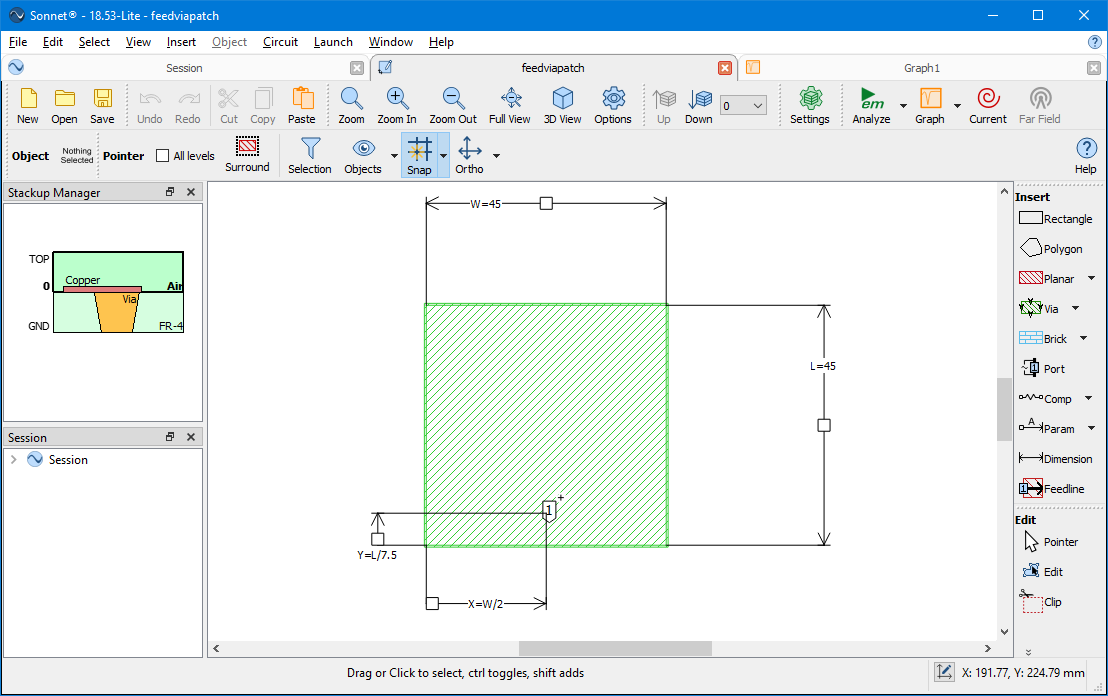 Sonnet® - 18.53-Lite - feedviapatch
File Edit Select View Insert Object Circuit Launch Window Help
Session feedviapatch Graph1
New Open Save Undo Redo Cut Copy Paste Zoom Zoom In Zoom Out Full View 3D View Options Up Down 0 Settings em Analyze Graph Current Far Field
Object Nothing Selected Pointer All levels Surround Selection Objects Snap Ortho Help
Stackup Manager
TOP
Copper
0 Air
Via
GND FR-4
Session
Session
W=45
L=45
1
Y=L/7.5
X=W/2
Insert
Rectangle
Polygon
Planar
Via
Brick
Port
Comp
A Param
Dimension
1 Feedline
Edit
Pointer
Edit
Clip
Drag or Click to select, ctrl toggles, shift adds
X: 191.77, Y: 224.79 mm